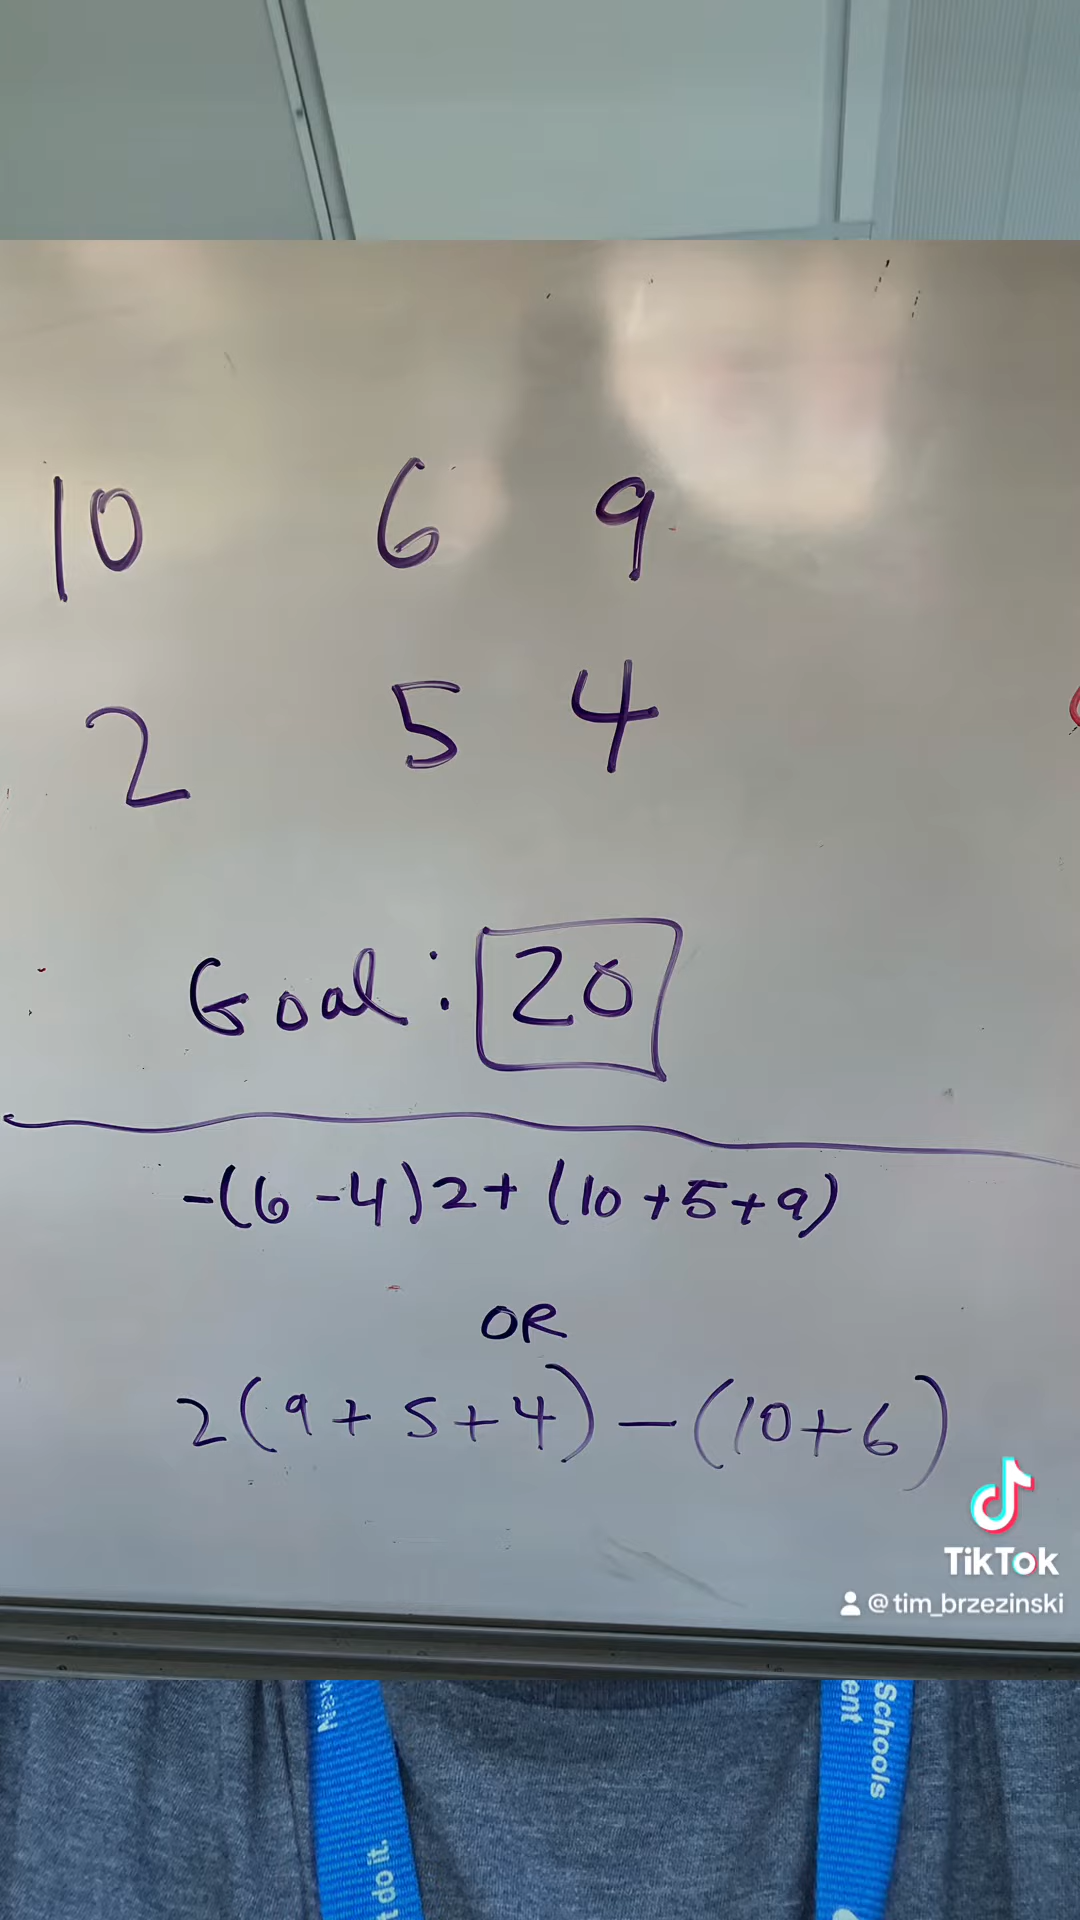 10 6 9
2 5 4
Goal: 20
-(6-4)2+(10+5+9)
OR
2(9+5+4)-(10+6)
TikTok
@tim_brzezinski
Schools
ent
t do it.